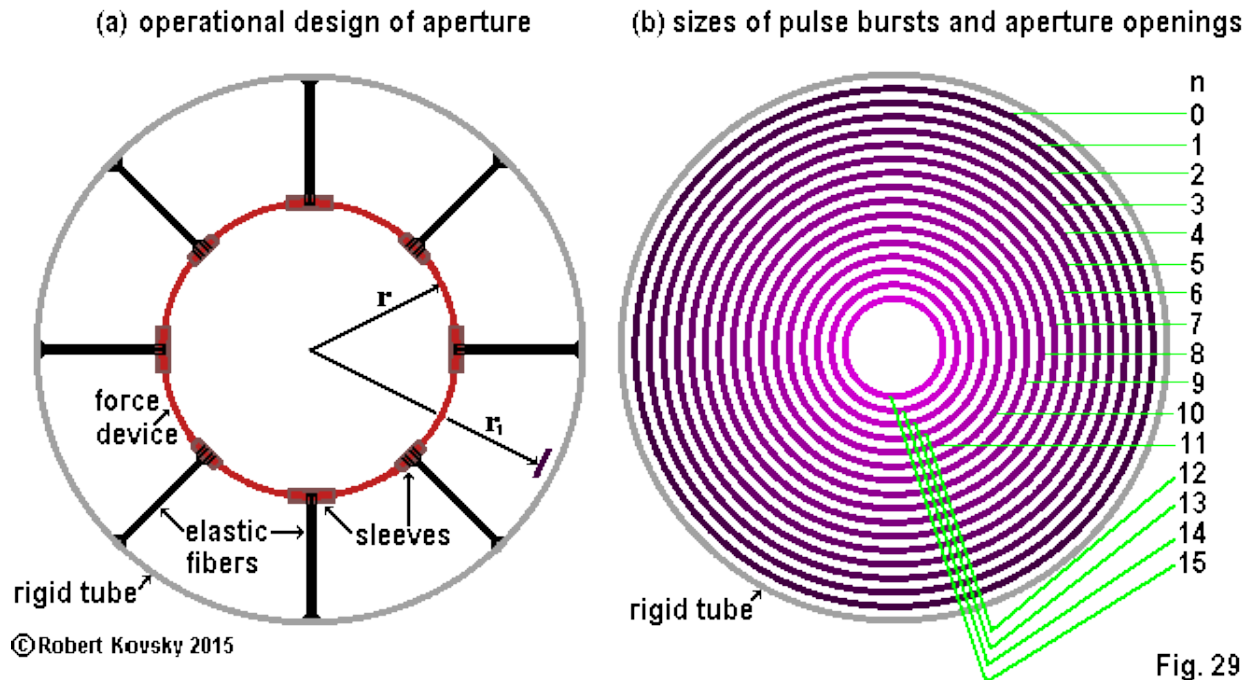 (a) operational design of aperture
(b) sizes of pulse bursts and aperture openings
r
r₁
force
device
elastic
fibers
sleeves
rigid tube
©Robert Kovsky 2015
n
0
1
2
3
4
5
6
7
8
9
10
11
12
13
14
15
rigid tube
Fig. 29